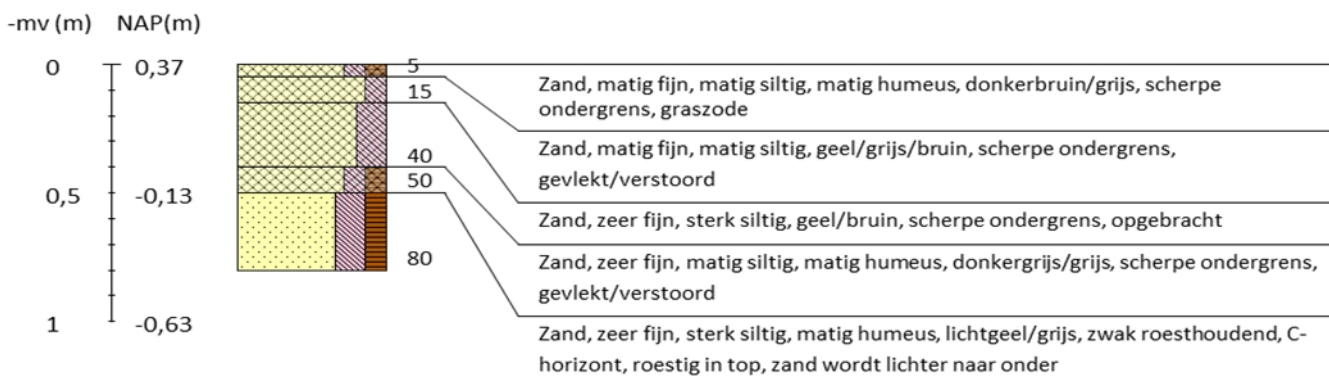 -mv (m) NAP(m)
0 0,37
5
15
40
0,5 -0,13
50
80
1 -0,63
Zand, matig fijn, matig siltig, matig humeus, donkerbruin/grijs, scherpe
ondergrens, graszode
Zand, matig fijn, matig siltig, geel/grijs/bruin, scherpe ondergrens,
gevlekt/verstoord
Zand, zeer fijn, sterk siltig, geel/bruin, scherpe ondergrens, opgebracht
Zand, zeer fijn, matig siltig, matig humeus, donkergrijs/grijs, scherpe ondergrens,
gevlekt/verstoord
Zand, zeer fijn, sterk siltig, matig humeus, lichtgeel/grijs, zwak roesthoudend, C-
horizont, roestig in top, zand wordt lichter naar onder